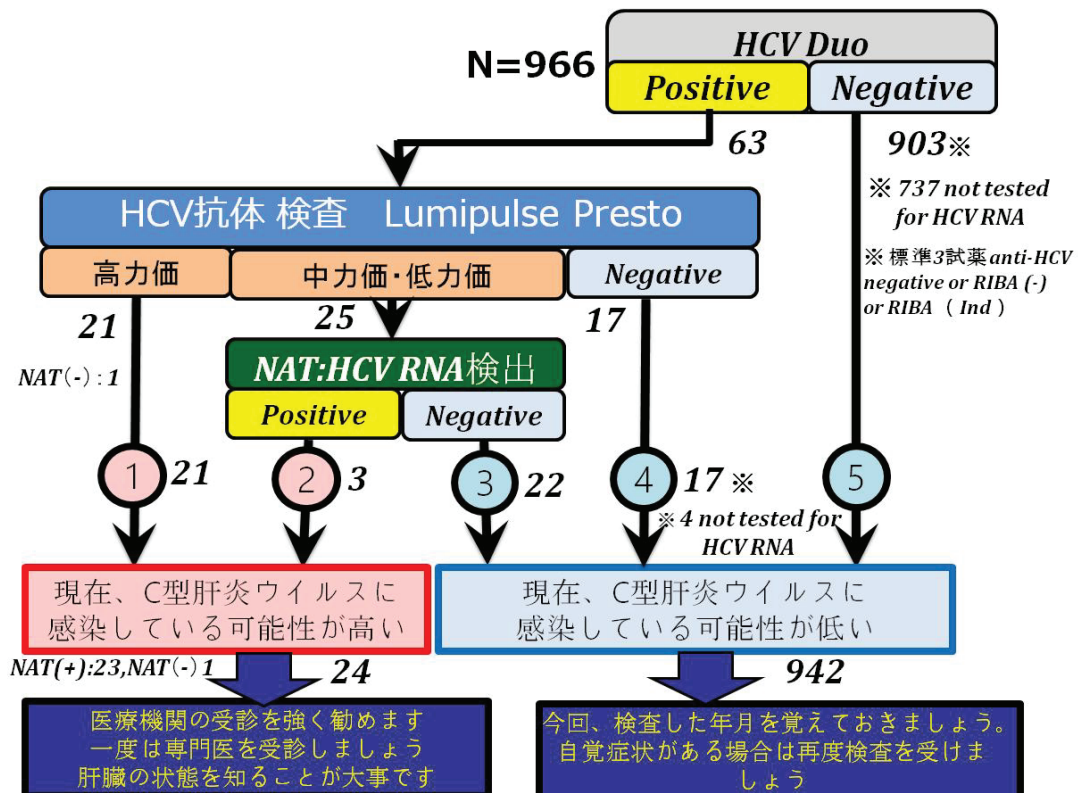 HCV Duo
N=966
Positive
Negative
63
903※
※ 737 not tested
for HCV RNA
※ 標準3試薬anti-HCV
negative or RIBA (-)
or RIBA （ Ind ）
HCV抗体 検査 Lumipulse Presto
高力価
中力価・低力価
Negative
21
25
17
NAT(-) : 1
NAT:HCV RNA検出
Positive
Negative
1
21
2
3
3
22
4
17 ※
5
※ 4 not tested for
HCV RNA
現在、C型肝炎ウイルスに
感染している可能性が高い
現在、C型肝炎ウイルスに
感染している可能性が低い
NAT(+):23,NAT(-) 1
24
942
医療機関の受診を強く勧めます
一度は専門医を受診しましょう
肝臓の状態を知ることが大事です
今回、検査した年月を覚えておきましょう。
自覚症状がある場合は再度検査を受けま
しょう